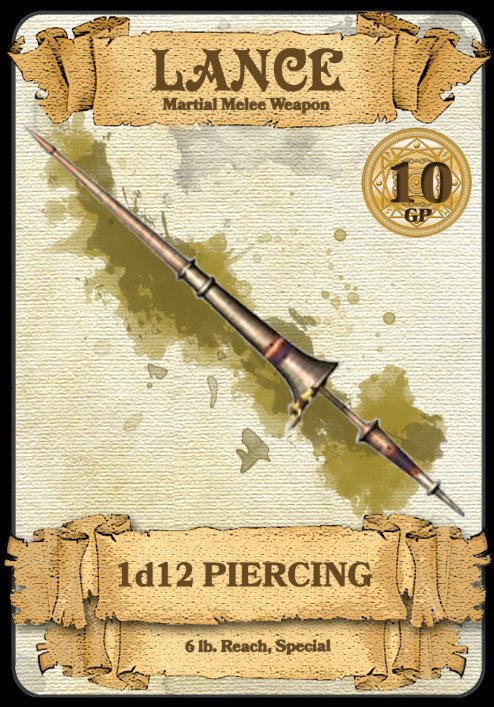 LANCE
Martial Melee Weapon
10
GP
1d12 PIERCING
6 lb. Reach, Special